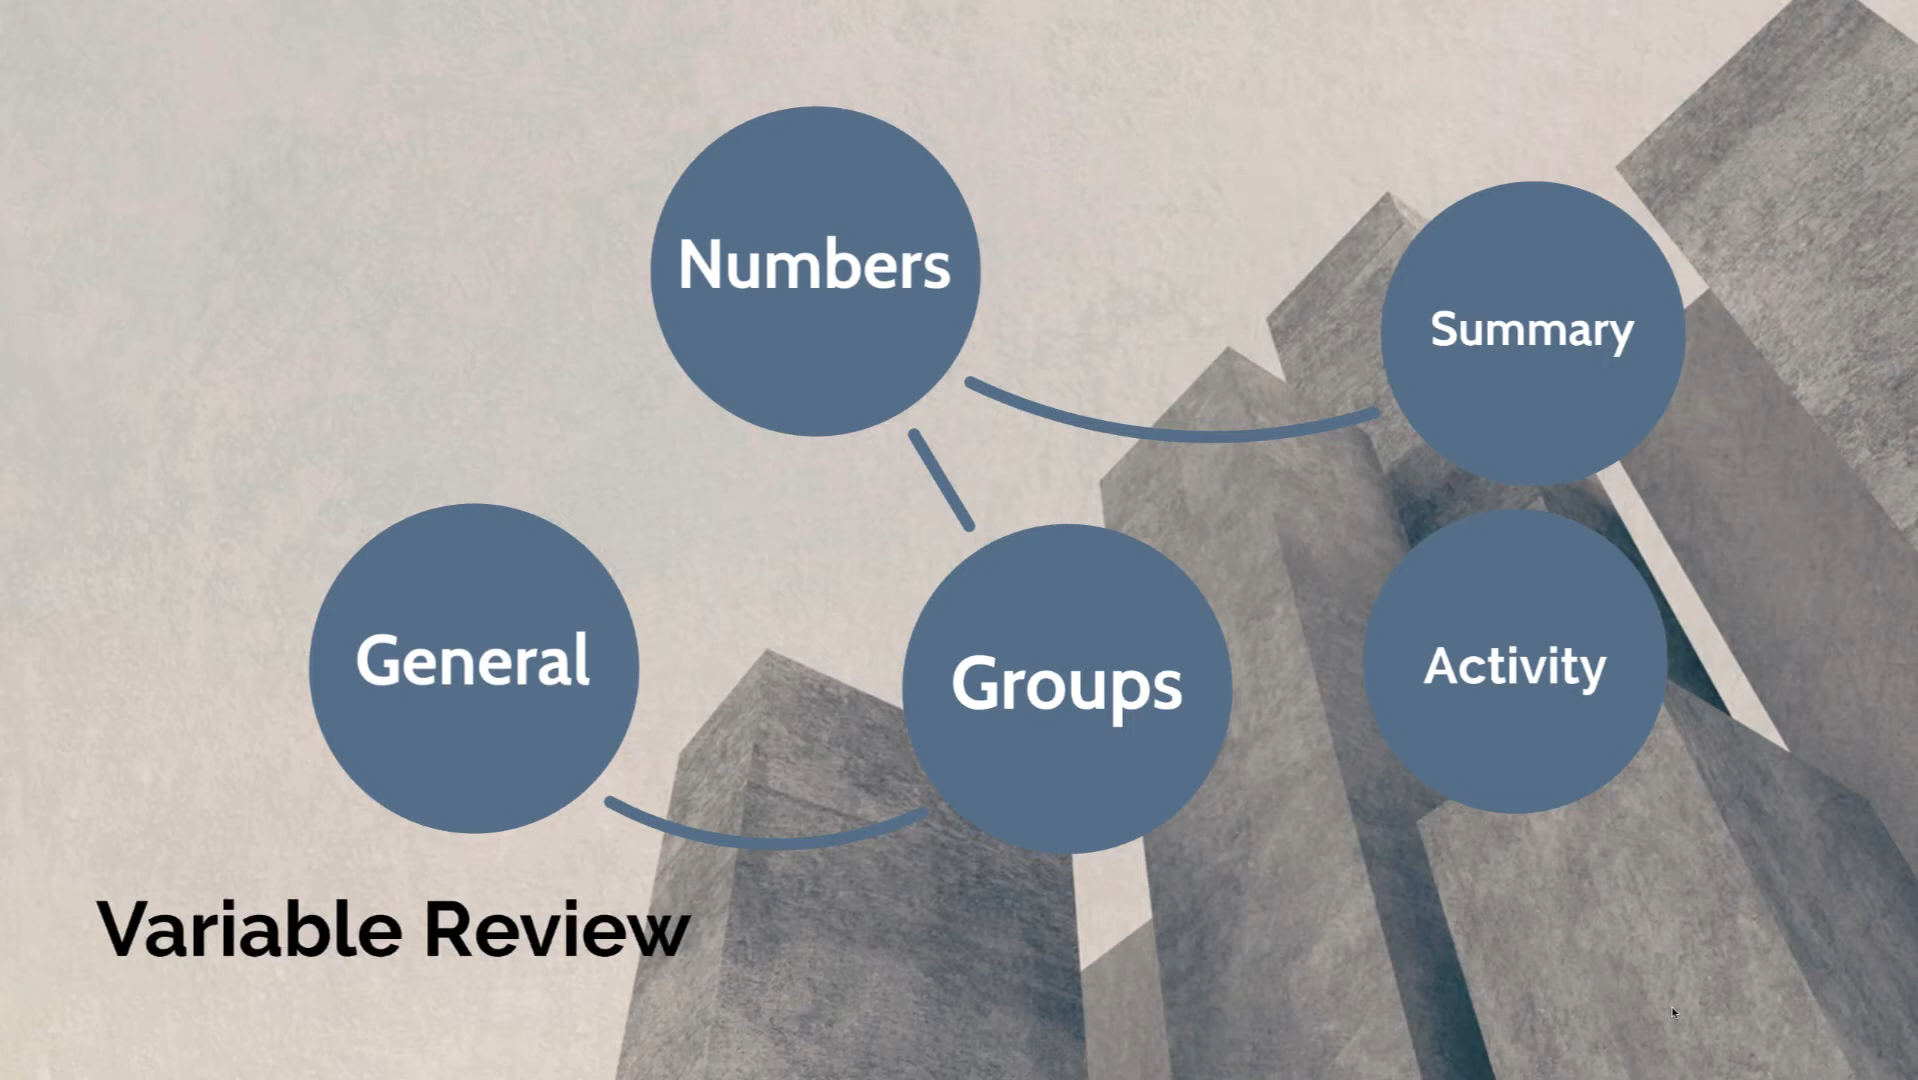 Numbers
Summary
General
Groups
Activity
Variable Review